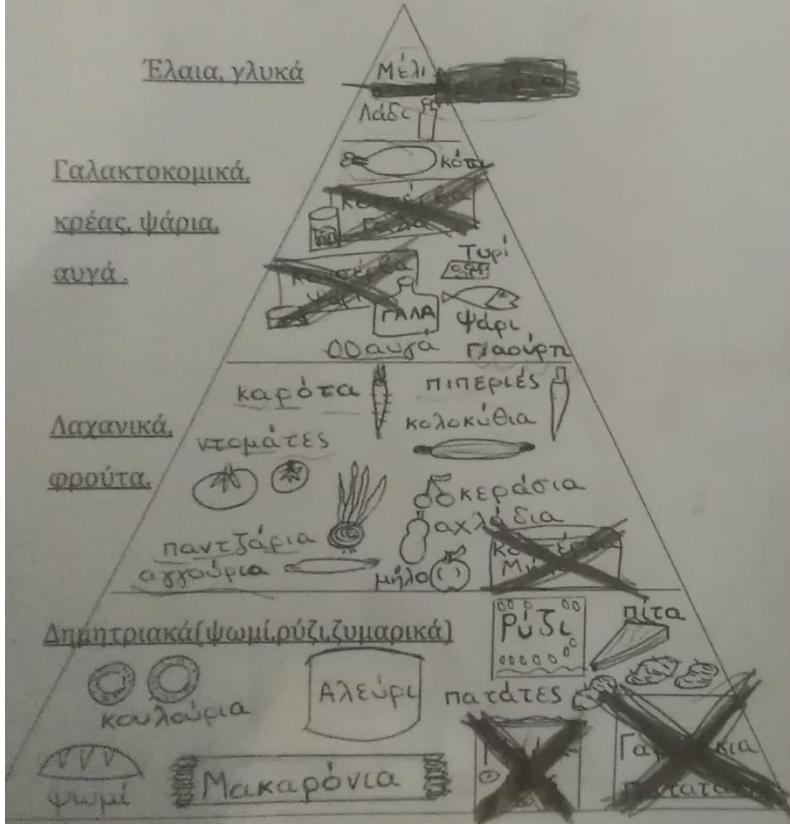 Έλαια, γλυκά
Μέλι
Λάδι
Γαλακτοκομικά,
κρέας, ψάρια,
αυγά.
κότα
Τυρί
ΓΑΛΑ
ψάρι
αυγά
Γιαούρτι
Λαχανικά,
φρούτα.
καρότα
πιπεριές
κολοκύθια
ντομάτες
κεράσια
αχλάδια
παντζάρια
αγγούρια
μήλο
Δημητριακά(ψωμί,ρύζι,ζυμαρικά)
Ρύζι
πίτα
κουλούρια
Αλεύρι
πατάτες
ψωμί
Μακαρόνια